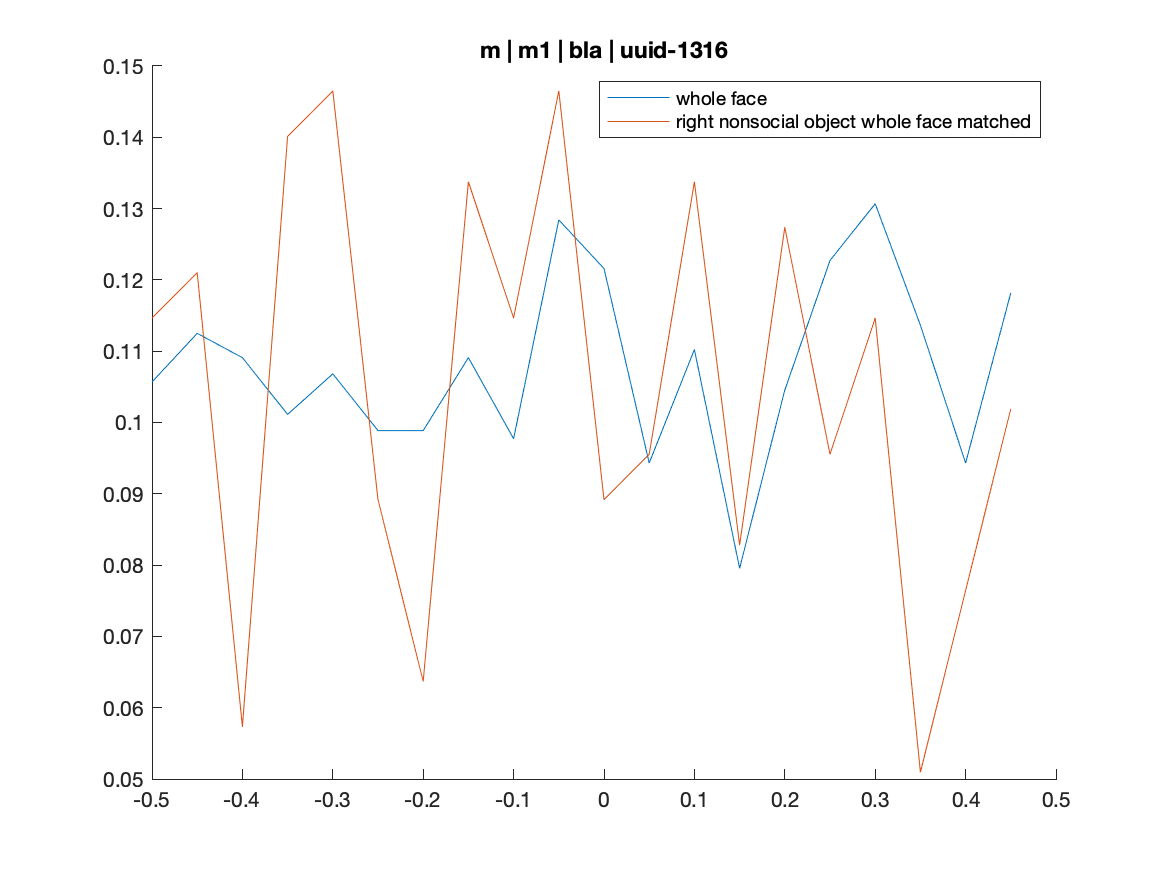 m | m1 | bla | uuid-1316
whole face
right nonsocial object whole face matched
0.15
0.14
0.13
0.12
0.11
0.1
0.09
0.08
0.07
0.06
0.05
-0.5 -0.4 -0.3 -0.2 -0.1 0 0.1 0.2 0.3 0.4 0.5